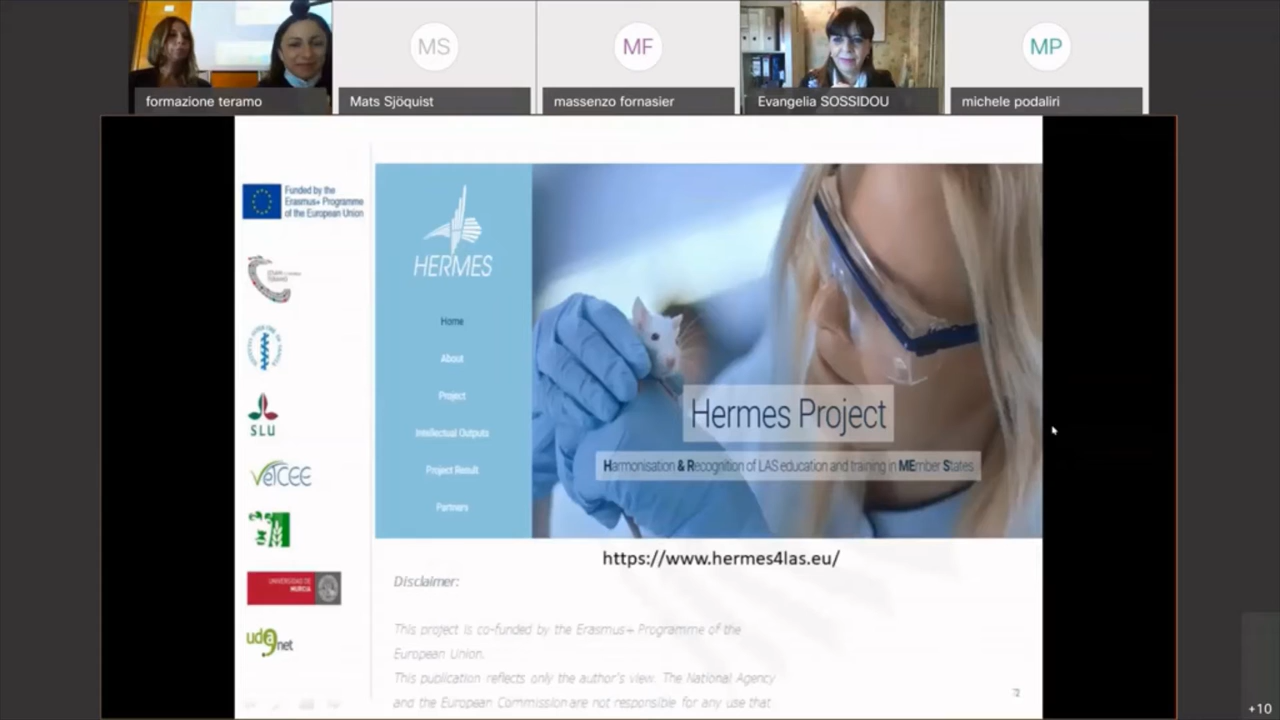 MS
MF
MP
formazione teramo
Mats Sjöquist
massenzo fornasier
Evangelia SOSSIDOU
michele podaliri
Funded by the
Erasmus+ Programme
of the European Union
SLU
VETCEE
UNIVERSIDAD DE
MURCIA
udanet
HERMES
Home
About
Project
Intellectual Outputs
Project Result
Partners
Hermes Project
Harmonisation & Recognition of LAS education and training in MEmber States
https://www.hermes4las.eu/
Disclaimer:
This project is co-funded by the Erasmus+ Programme of the
European Union.
This publication reflects only the author's view. The National Agency
and the European Commission are not responsible for any use that
+10